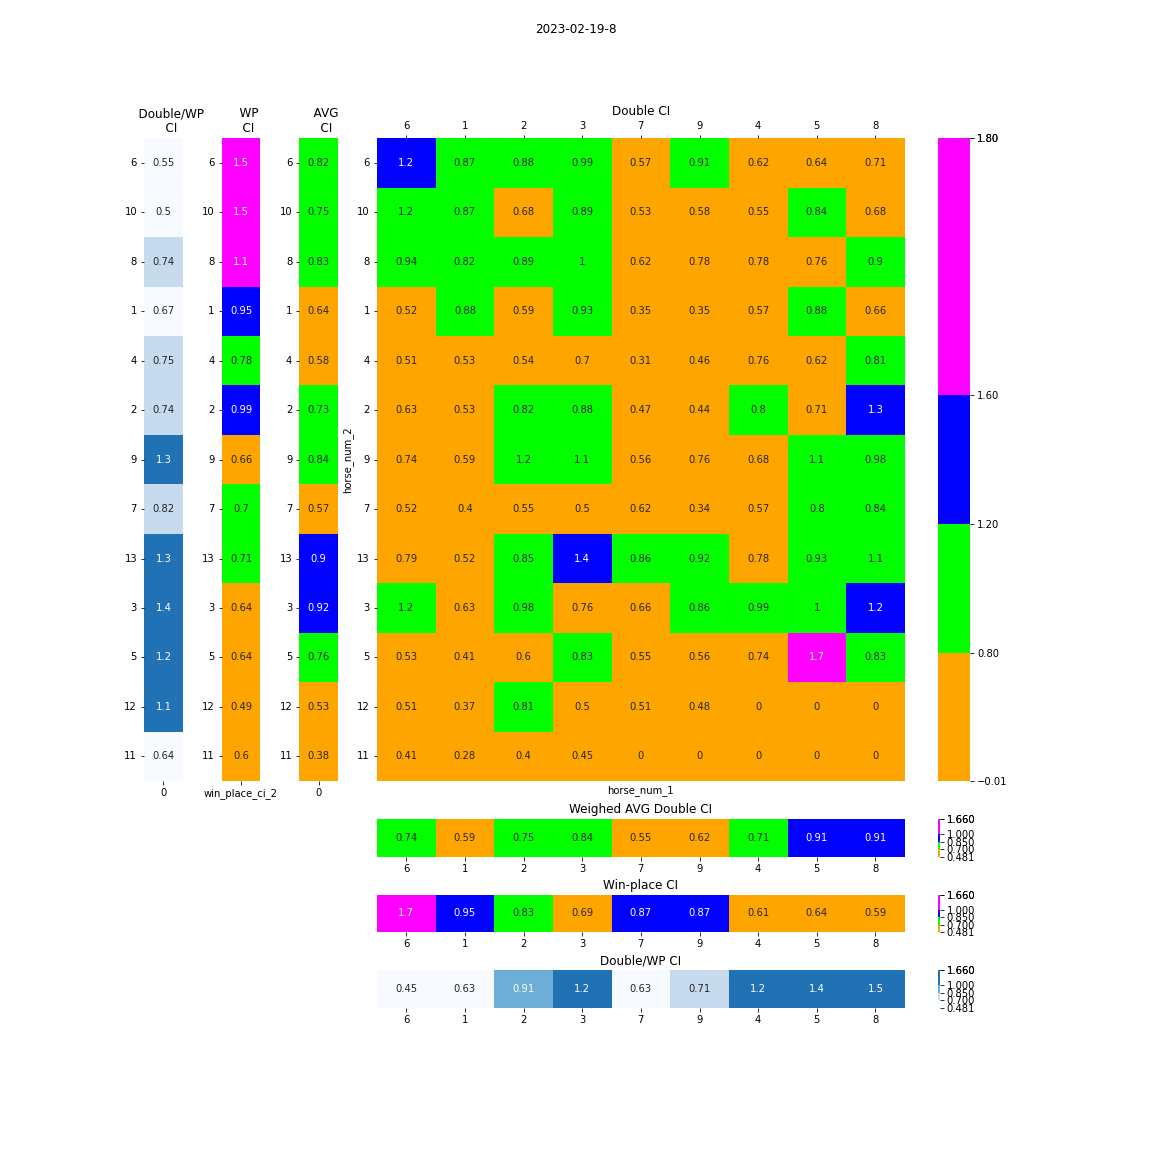 2023-02-19-8
Double/WP CI
WP CI
AVG CI
Double CI
6 1 2 3 7 9 4 5 8
6 0.55 6 1.5 6 0.82 6 1.2 0.87 0.88 0.99 0.57 0.91 0.62 0.64 0.71
10 0.5 10 1.5 10 0.75 10 1.2 0.87 0.68 0.89 0.53 0.58 0.55 0.84 0.68
8 0.74 8 1.1 8 0.83 8 0.94 0.82 0.89 1 0.62 0.78 0.78 0.76 0.9
1 0.67 1 0.95 1 0.64 1 0.52 0.88 0.59 0.93 0.35 0.35 0.57 0.88 0.66
4 0.75 4 0.78 4 0.58 4 0.51 0.53 0.54 0.7 0.31 0.46 0.76 0.62 0.81
2 0.74 2 0.99 2 0.73 2 0.63 0.53 0.82 0.88 0.47 0.44 0.8 0.71 1.3
9 1.3 9 0.66 9 0.84 9 0.74 0.59 1.2 1.1 0.56 0.76 0.68 1.1 0.98
7 0.82 7 0.7 7 0.57 7 0.52 0.4 0.55 0.5 0.62 0.34 0.57 0.8 0.84
13 1.3 13 0.71 13 0.9 13 0.79 0.52 0.85 1.4 0.86 0.92 0.78 0.93 1.1
3 1.4 3 0.64 3 0.92 3 1.2 0.63 0.98 0.76 0.66 0.86 0.99 1 1.2
5 1.2 5 0.64 5 0.76 5 0.53 0.41 0.6 0.83 0.55 0.56 0.74 1.7 0.83
12 1.1 12 0.49 12 0.53 12 0.51 0.37 0.81 0.5 0.51 0.48 0 0 0
11 0.64 11 0.6 11 0.38 11 0.41 0.28 0.4 0.45 0 0 0 0 0
horse_num_2
0 win_place_ci_2 0 horse_num_1
1.80
1.60
1.20
0.80
−0.01
Weighed AVG Double CI
0.74 0.59 0.75 0.84 0.55 0.62 0.71 0.91 0.91
6 1 2 3 7 9 4 5 8
1.660
1.000
0.850
0.700
0.481
Win-place CI
1.7 0.95 0.83 0.69 0.87 0.87 0.61 0.64 0.59
6 1 2 3 7 9 4 5 8
1.660
1.000
0.850
0.700
0.481
Double/WP CI
0.45 0.63 0.91 1.2 0.63 0.71 1.2 1.4 1.5
6 1 2 3 7 9 4 5 8
1.660
1.000
0.850
0.700
0.481